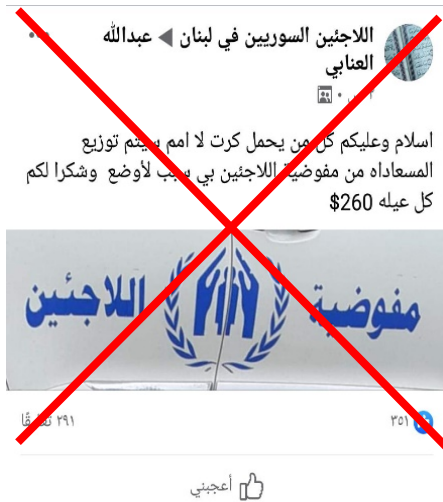 اللاجئين السوريين في لبنان ◀ عبدالله
العنابي
اسلام وعليكم كل من يحمل كرت لا امم سيتم توزيع
المسعاداه من مفوضية اللاجئين بي سبب لأوضع وشكرا لكم
كل عيله 260$
مفوضية اللاجئين
٣٥١ ٢٩١ تعليقًا
أعجبني